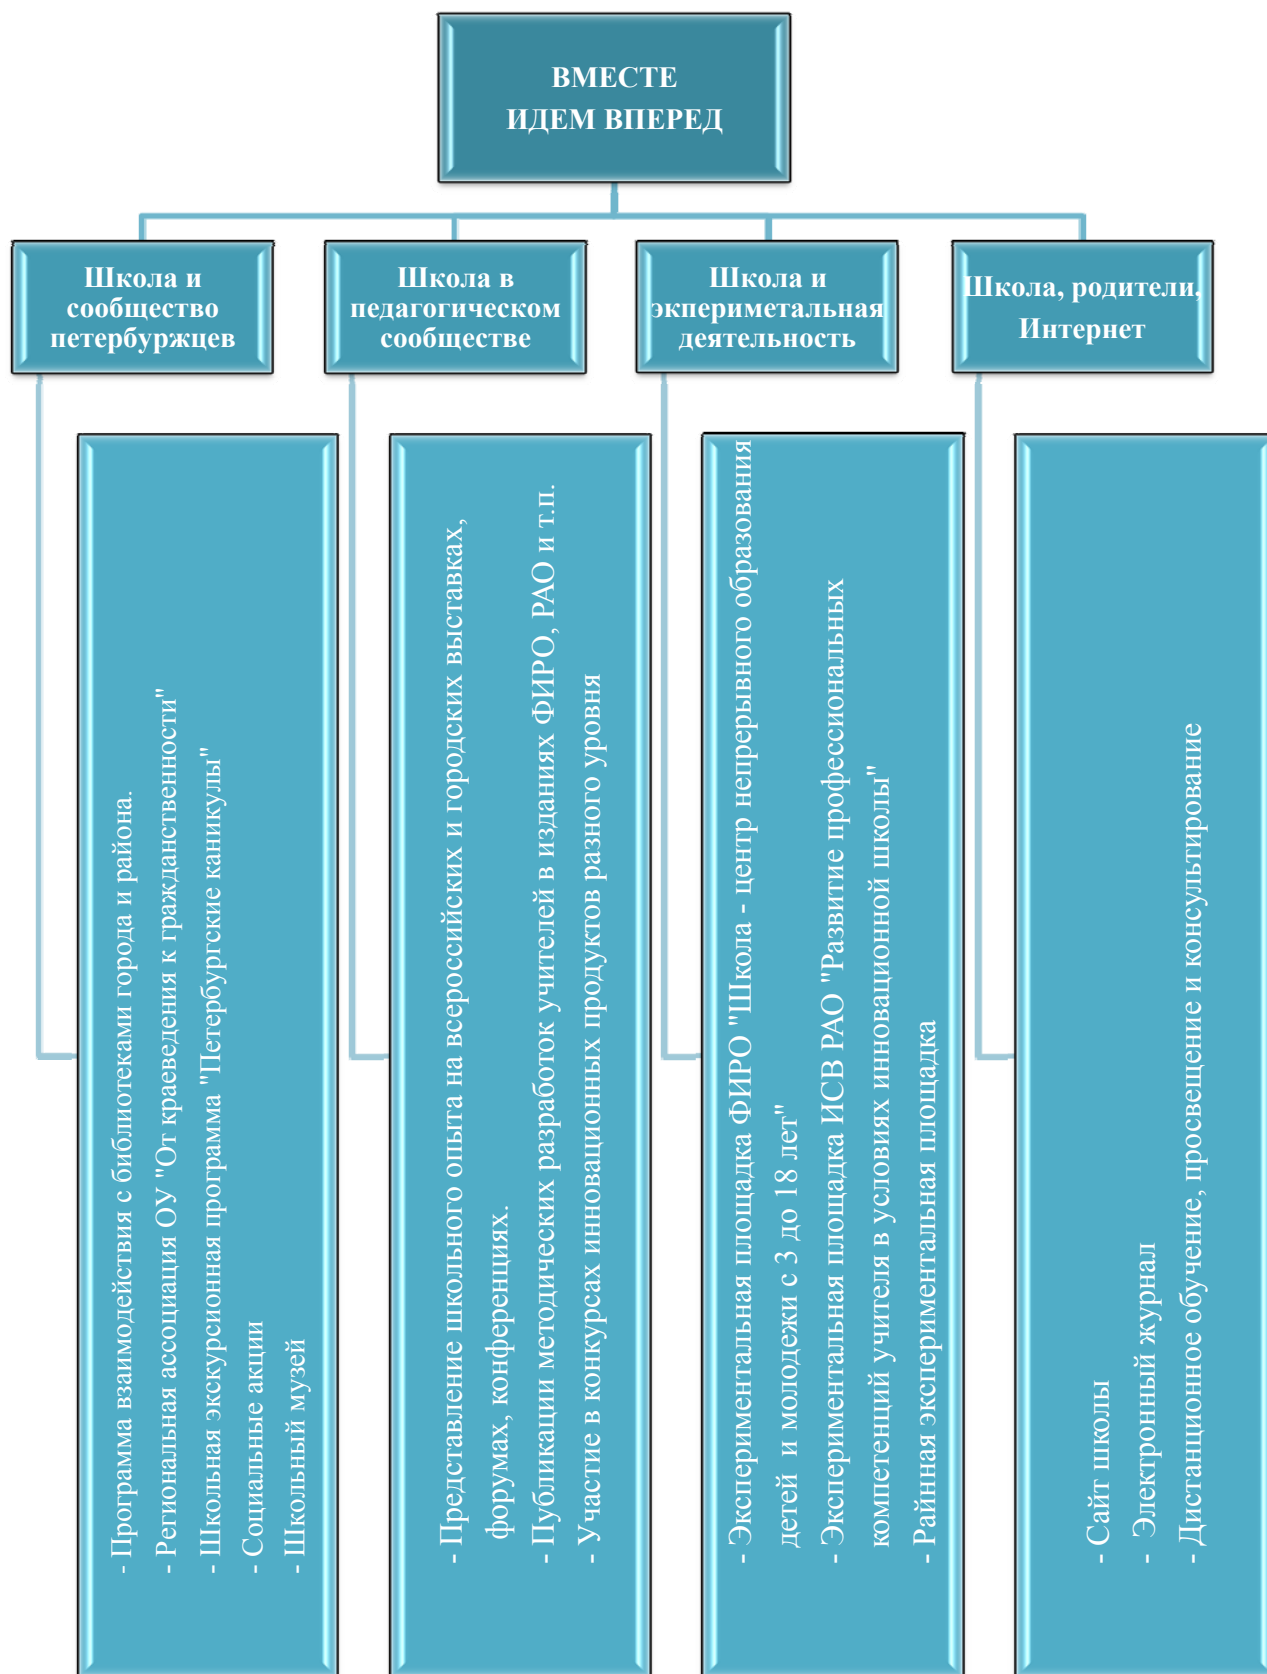 ВМЕСТЕ
ИДЕМ ВПЕРЕД
Школа и
сообщество
петербуржцев
- Программа взаимодействия с библиотеками города и района.
- Региональная ассоциация ОУ "От краеведения к гражданственности"
- Школьная экскурсионная программа "Петербургские каникулы"
- Социальные акции
- Школьный музей
Школа в
педагогическом
сообществе
- Представление школьного опыта на всероссийских и городских выставках,
форумах, конференциях.
- Публикации методических разработок учителей в изданиях ФИРО, РАО и т.п.
- Участие в конкурсах инновационных продуктов разного уровня
Школа и
экпериметальная
деятельность
- Экспериментальная площадка ФИРО "Школа - центр непрерывного образования
детей и молодежи с 3 до 18 лет"
- Экспериментальная площадка ИСВ РАО "Развитие профессиональных
компетенций учителя в условиях инновационной школы"
- Райнная экспериментальная площадка
Школа, родители,
Интернет
- Сайт школы
- Электронный журнал
- Дистанционное обучение, просвещение и консультирование